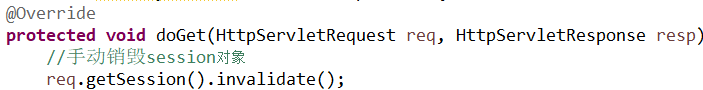 @Override
protected void doGet(HttpServletRequest req, HttpServletResponse resp)
//手动销毁session对象
req.getSession().invalidate();